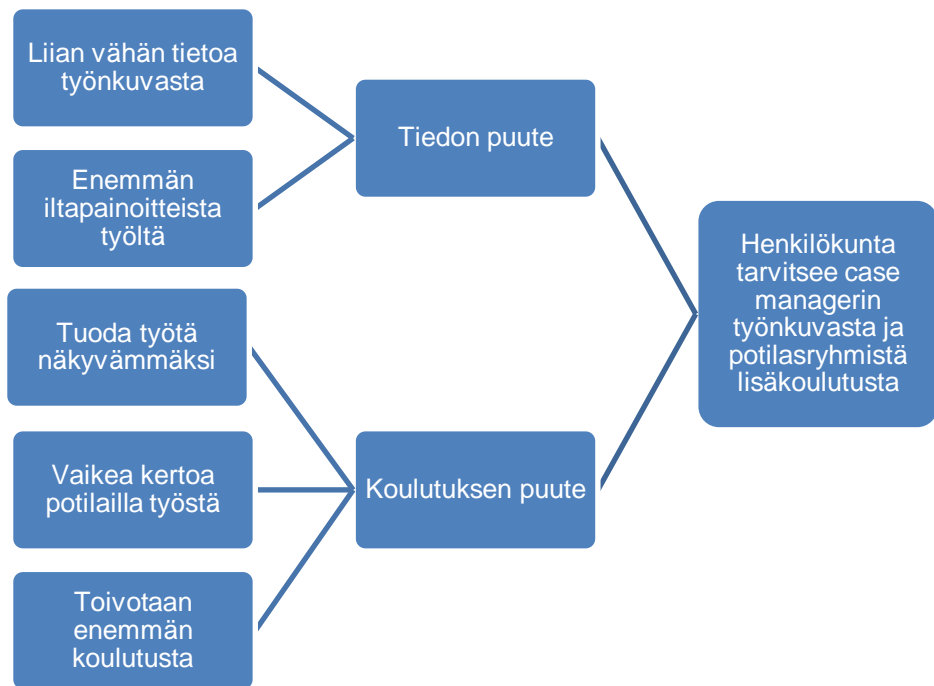 Liian vähän tietoa
työnkuvasta
Enemmän
iltapainoitteista
työltä
Tuoda työtä
näkyvämmäksi
Vaikea kertoa
potilailla työstä
Toivotaan
enemmän
koulutusta
Tiedon puute
Koulutuksen puute
Henkilökunta
tarvitsee case
managerin
työnkuvasta ja
potilasryhmistä
lisäkoulutusta